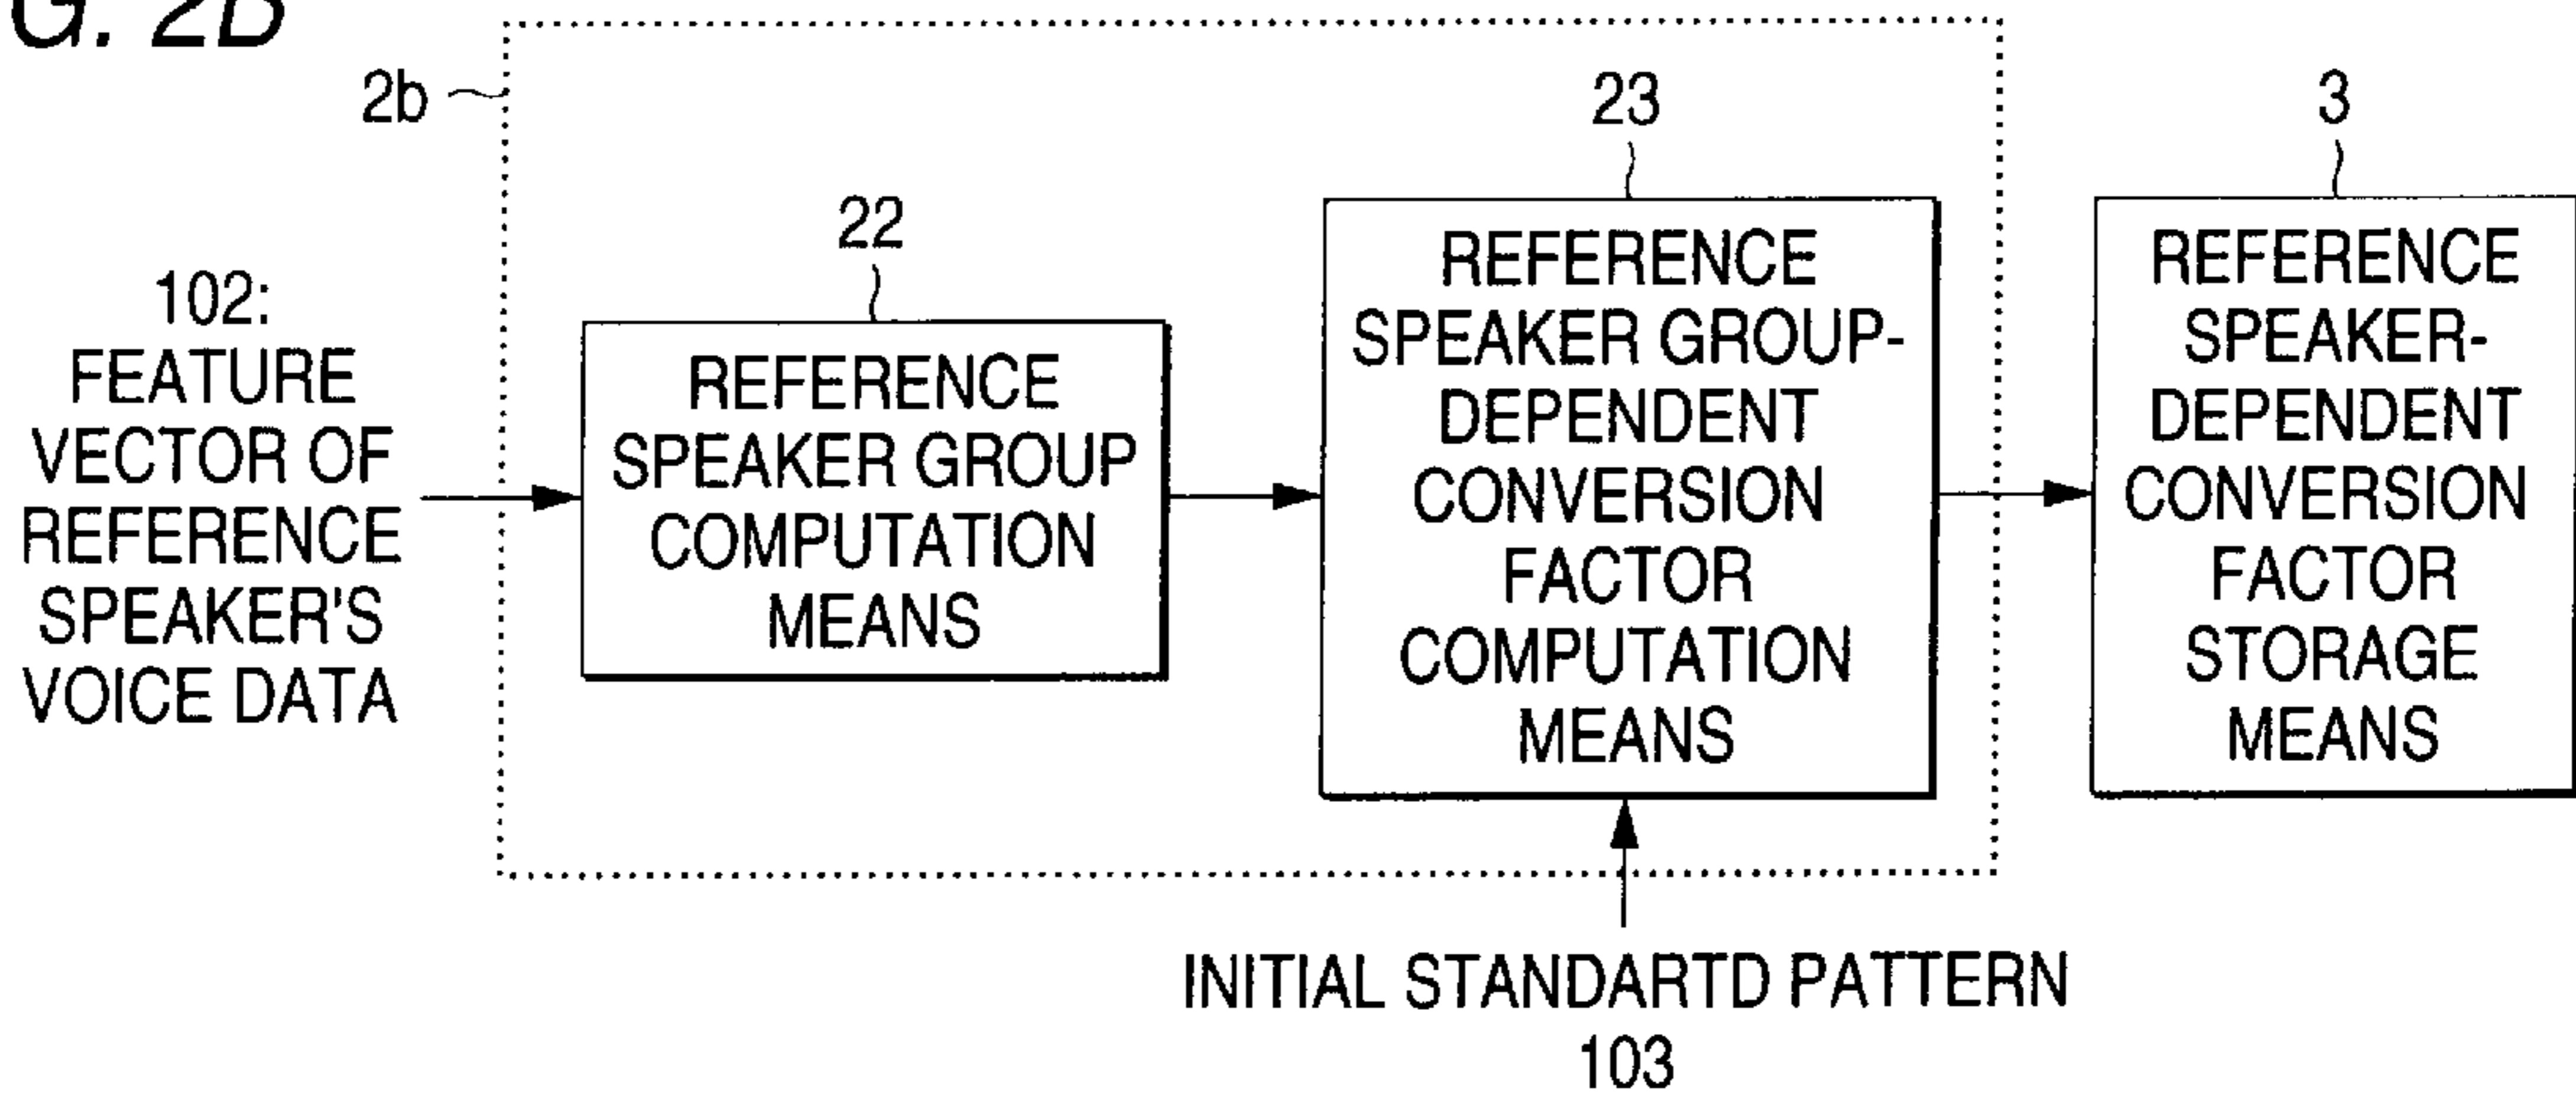 G. 2B
2b
23
3
22
102:
FEATURE
VECTOR OF
REFERENCE
SPEAKER'S
VOICE DATA
REFERENCE
SPEAKER GROUP
COMPUTATION
MEANS
REFERENCE
SPEAKER GROUP-
DEPENDENT
CONVERSION
FACTOR
COMPUTATION
MEANS
REFERENCE
SPEAKER-
DEPENDENT
CONVERSION
FACTOR
STORAGE
MEANS
INITIAL STANDARTD PATTERN
103